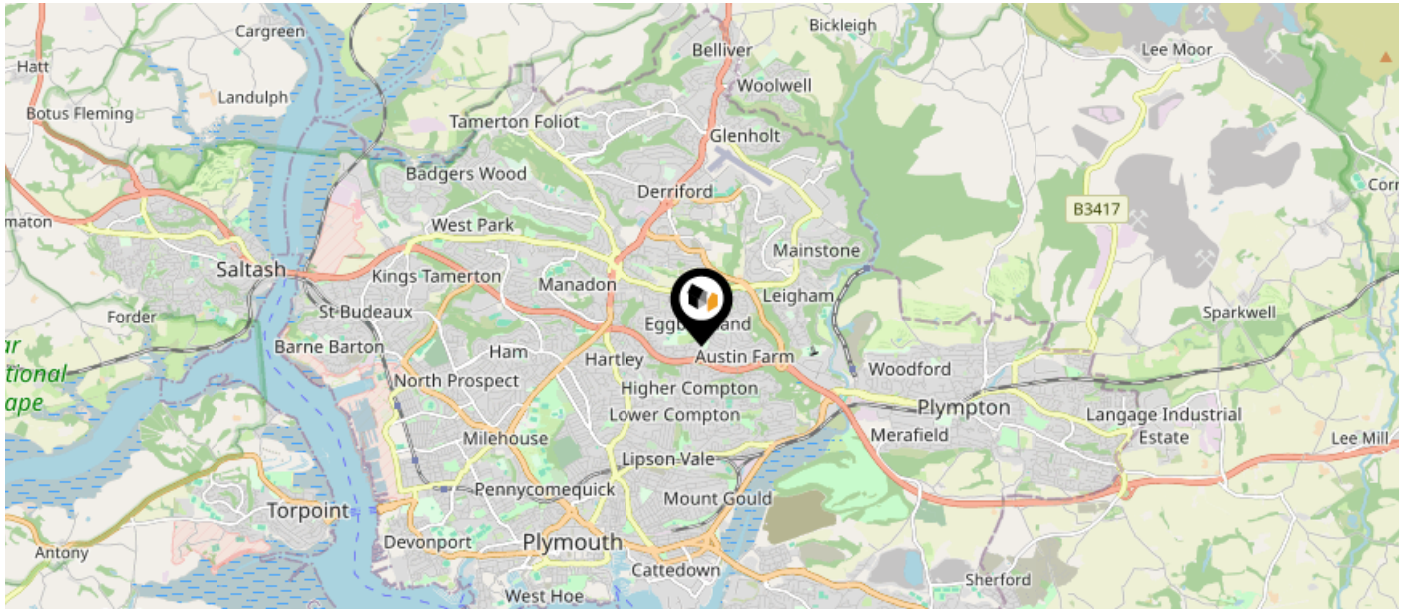 Cargreen
Bickleigh
Belliver
Lee Moor
Hatt
Woolwell
Landulph
Botus Fleming
Tamerton Foliot
Glenholt
Badgers Wood
Derriford
Corn
B3417
maton
West Park
Mainstone
Saltash
Kings Tamerton
Manadon
Leigham
St Budeaux
Forder
Sparkwell
Barne Barton
Ham
Hartley
Austin Farm
ar
tional
ape
North Prospect
Higher Compton
Woodford
Lower Compton
Plympton
Langage Industrial
Estate
Milehouse
Merafield
Lee Mill
Lipson Vale
Pennycomequick
Mount Gould
Torpoint
Devonport
Plymouth
Antony
Cattedown
Sherford
West Hoe